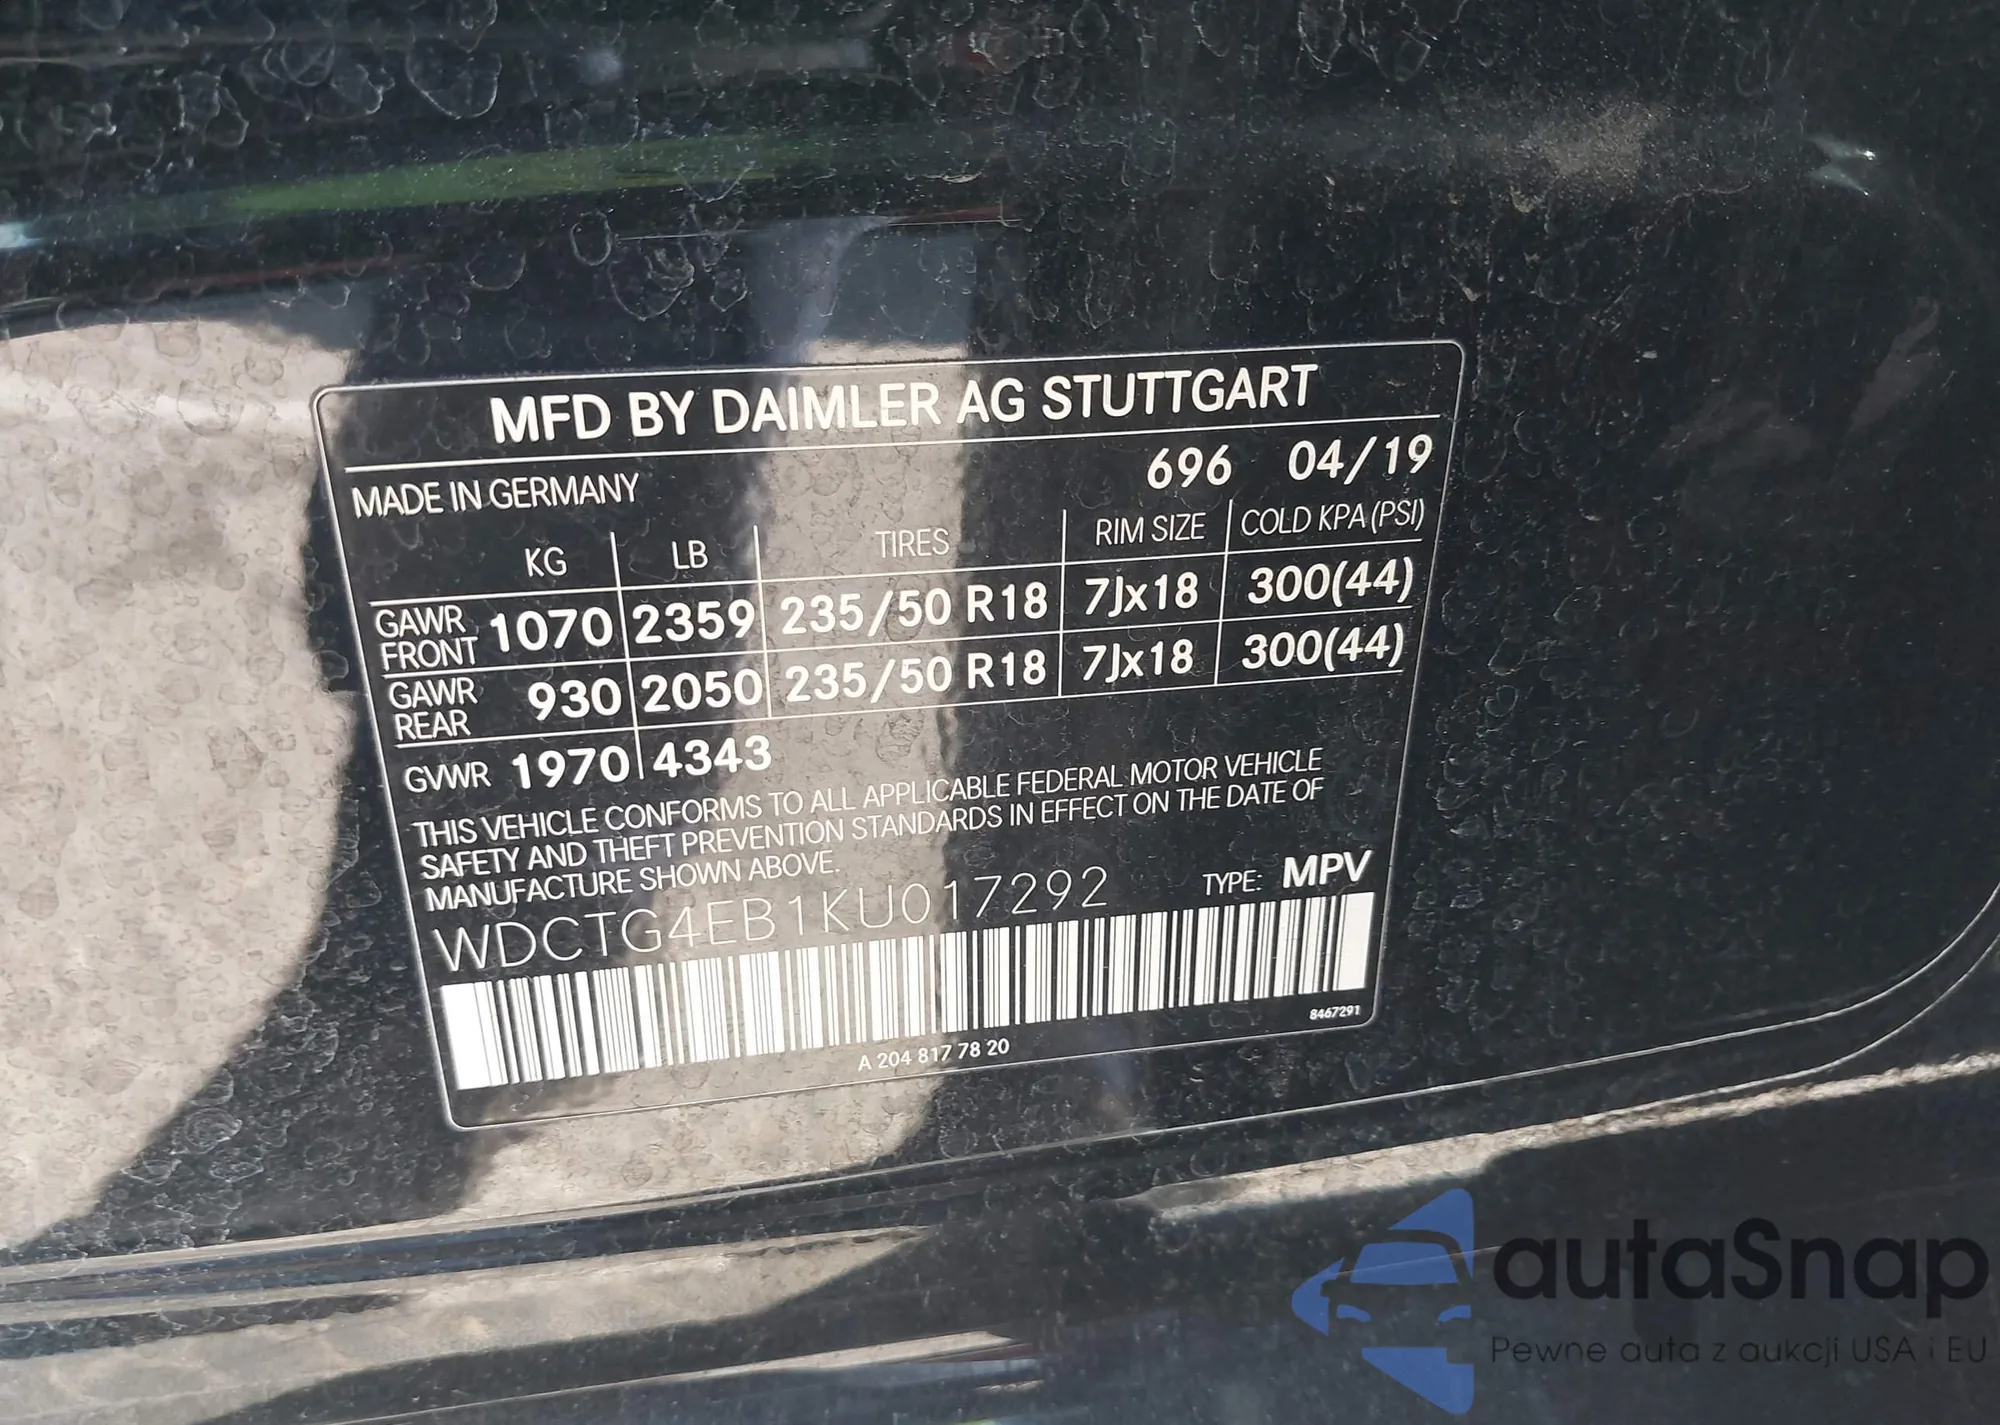 MFD BY DAIMLER AG STUTTGART
696 04/19
MADE IN GERMANY
KG LB TIRES RIM SIZE COLD KPA (PSI)
GAWR FRONT 1070 2359 235/50 R18 7Jx18 300(44)
GAWR REAR 930 2050 235/50 R18 7Jx18 300(44)
GVWR 1970 4343
THIS VEHICLE CONFORMS TO ALL APPLICABLE FEDERAL MOTOR VEHICLE
SAFETY AND THEFT PREVENTION STANDARDS IN EFFECT ON THE DATE OF
MANUFACTURE SHOWN ABOVE.
WDCTG4EB1KU017292 TYPE: MPV
8467291
A 204 817 78 20
autaSnap
Pewne auta z aukcji USA i EU